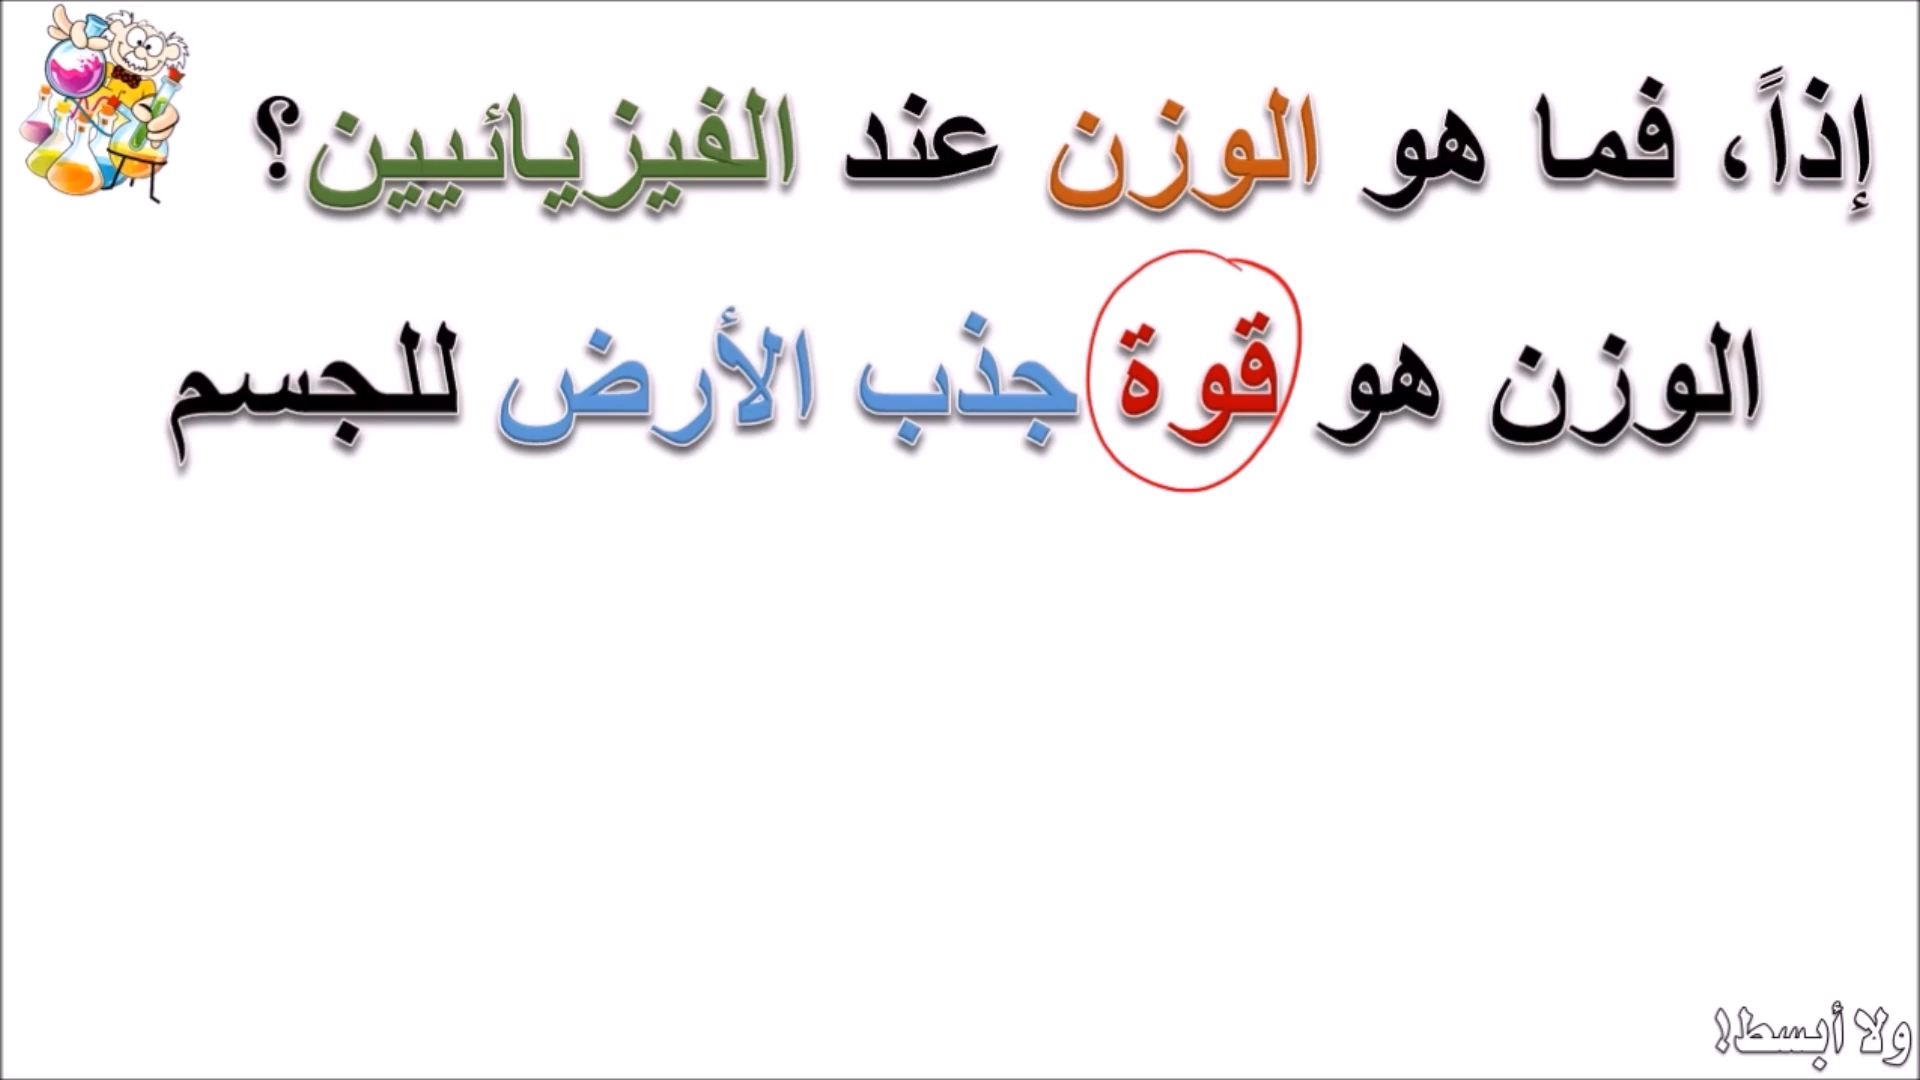 إذاً، فما هو الوزن عند الفيزيائيين؟
الوزن هو قوة جذب الأرض للجسم
ولا أبسط!